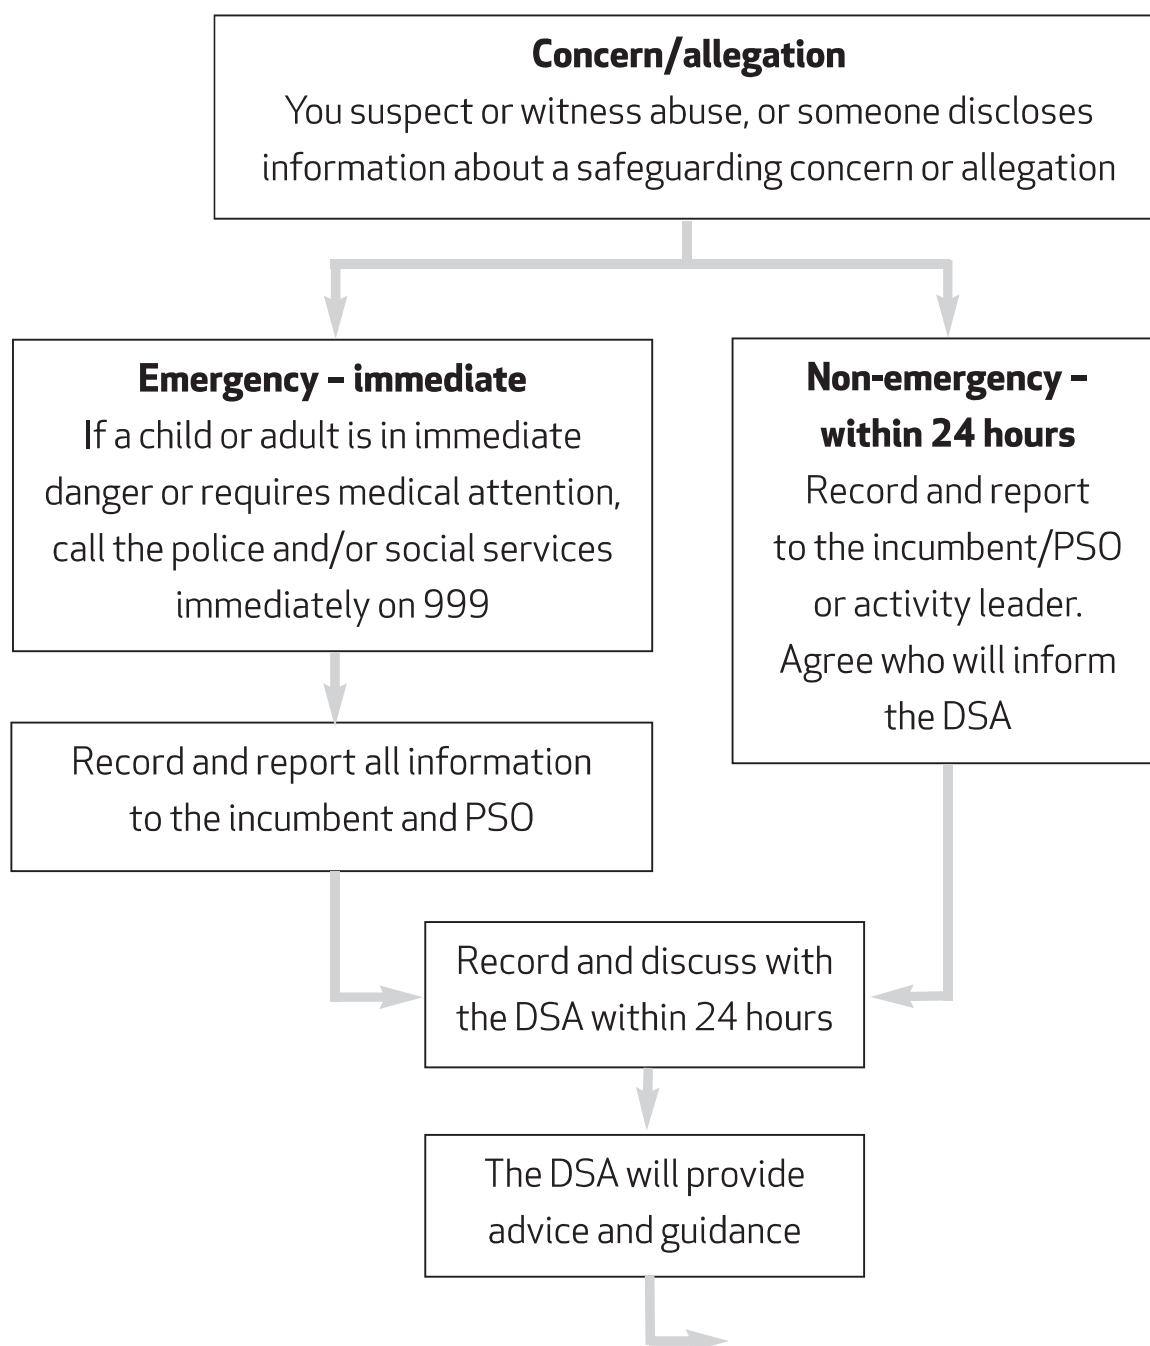 Concern/allegation
You suspect or witness abuse, or someone discloses
information about a safeguarding concern or allegation
Emergency – immediate
If a child or adult is in immediate
danger or requires medical attention,
call the police and/or social services
immediately on 999
Non-emergency –
within 24 hours
Record and report
to the incumbent/PSO
or activity leader.
Agree who will inform
the DSA
Record and report all information
to the incumbent and PSO
Record and discuss with
the DSA within 24 hours
The DSA will provide
advice and guidance